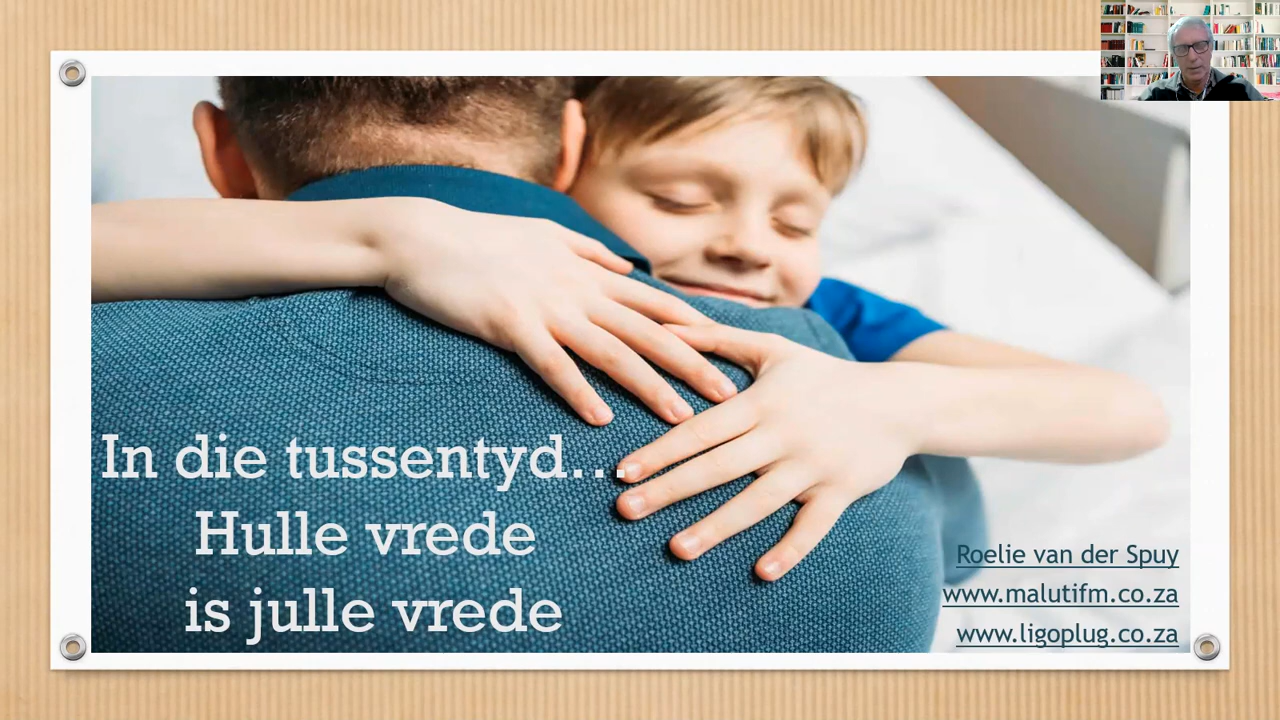 In die tussentyd...
Hulle vrede
is julle vrede
Roelie van der Spuy
www.malutifm.co.za
www.ligoplug.co.za